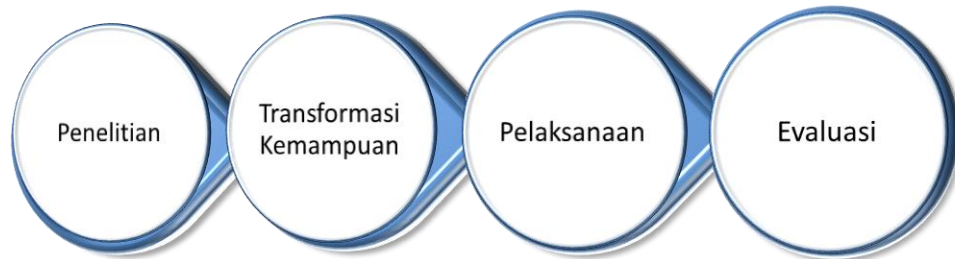 Penelitian
Transformasi
Kemampuan
Pelaksanaan
Evaluasi